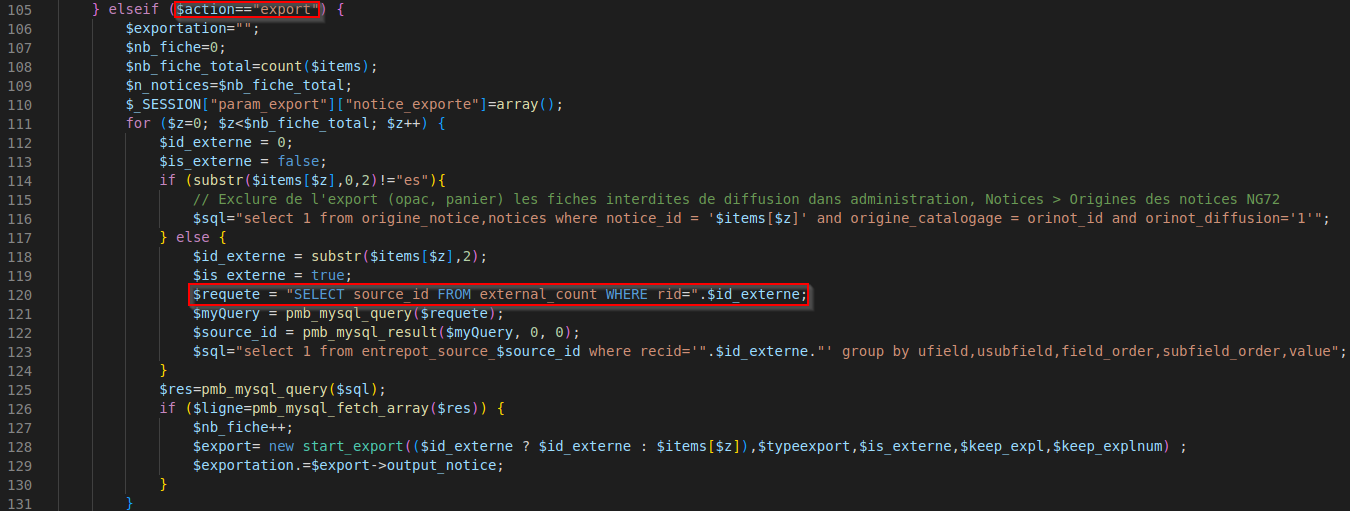 105 } elseif ($action=="export") {
106 $exportation="";
107 $nb_fiche=0;
108 $nb_fiche_total=count($items);
109 $n_notices=$nb_fiche_total;
110 $_SESSION["param_export"]["notice_exporte"]=array();
111 for ($z=0; $z<$nb_fiche_total; $z++) {
112 $id_externe = 0;
113 $is_externe = false;
114 if (substr($items[$z],0,2)!="es"){
115 // Exclure de l'export (opac, panier) les fiches interdites de diffusion dans administration, Notices > Origines des notices NG72
116 $sql="select 1 from origine_notice,notices where notice_id = '$items[$z]' and origine_catalogage = orinot_id and orinot_diffusion='1'";
117 } else {
118 $id_externe = substr($items[$z],2);
119 $is_externe = true;
120 $requete = "SELECT source_id FROM external_count WHERE rid=".$id_externe;
121 $myQuery = pmb_mysql_query($requete);
122 $source_id = pmb_mysql_result($myQuery, 0, 0);
123 $sql="select 1 from entrepot_source_$source_id where recid='".$id_externe."' group by ufield,usubfield,field_order,subfield_order,value";
124 }
125 $res=pmb_mysql_query($sql);
126 if ($ligne=pmb_mysql_fetch_array($res)) {
127 $nb_fiche++;
128 $export= new start_export(($id_externe ? $id_externe : $items[$z]),$typeexport,$is_externe,$keep_expl,$keep_explnum) ;
129 $exportation.=$export->output_notice;
130 }
131 }